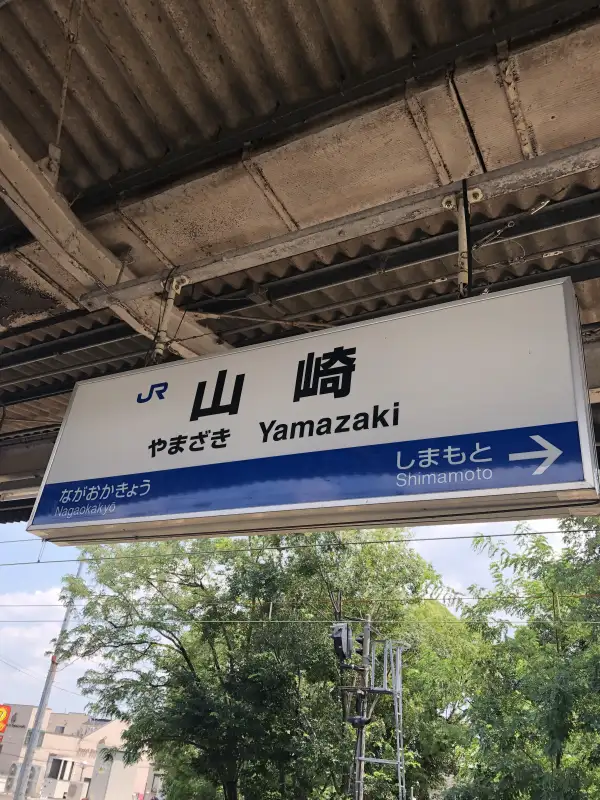 JR 山崎
やまざき Yamazaki
ながおかきょう
Nagaokakyō
しまもと →
Shimamoto